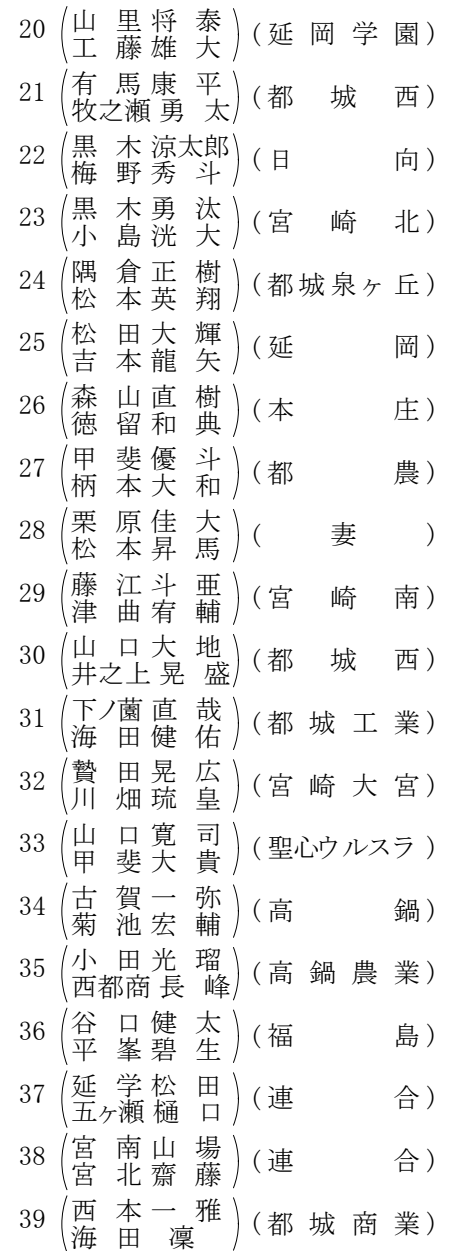 20 山里将泰 (延岡学園)
工藤雄大
21 有馬康平 (都城西)
牧之瀬勇太
22 黒木涼太郎 (日向)
梅野秀斗
23 黒木勇汰 (宮崎北)
小島洸大
24 隅倉正樹 (都城泉ヶ丘)
松本英翔
25 松田大輝 (延岡)
吉本龍矢
26 森山直樹 (本庄)
徳留和典
27 甲斐優斗 (都農)
柄本大和
28 栗原佳大 (妻)
松本昇馬
29 藤江斗亜 (宮崎南)
津曲宥輔
30 山口大地 (都城西)
井之上晃盛
31 下ノ薗直哉 (都城工業)
海田健佑
32 贄田晃広 (宮崎大宮)
川畑琉皇
33 山口寛司 (聖心ウルスラ)
甲斐大貴
34 古賀一弥 (高鍋)
菊池宏輔
35 小田光瑠 (高鍋農業)
西都商長峰
36 谷口健太 (福島)
平峯碧生
37 延学松田 (連合)
五ヶ瀬樋口
38 宮南山場 (連合)
宮北齋藤
39 西本一雅 (都城商業)
海田凜